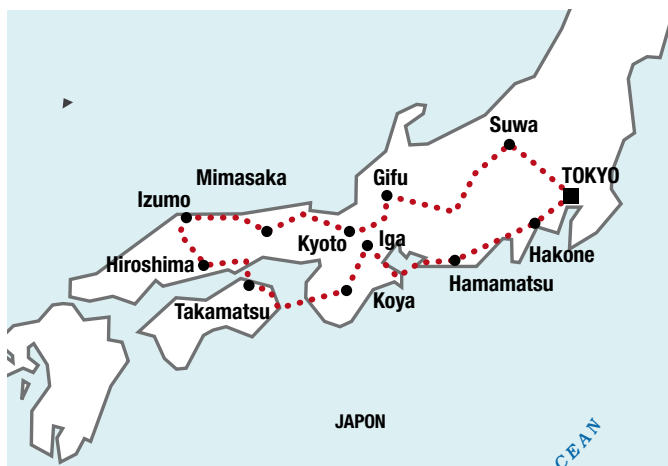 Suwa
TOKYO
Mimasaka
Gifu
Izumo
Kyoto
Iga
Hakone
Hiroshima
Hamamatsu
Koya
Takamatsu
JAPON
CEAN